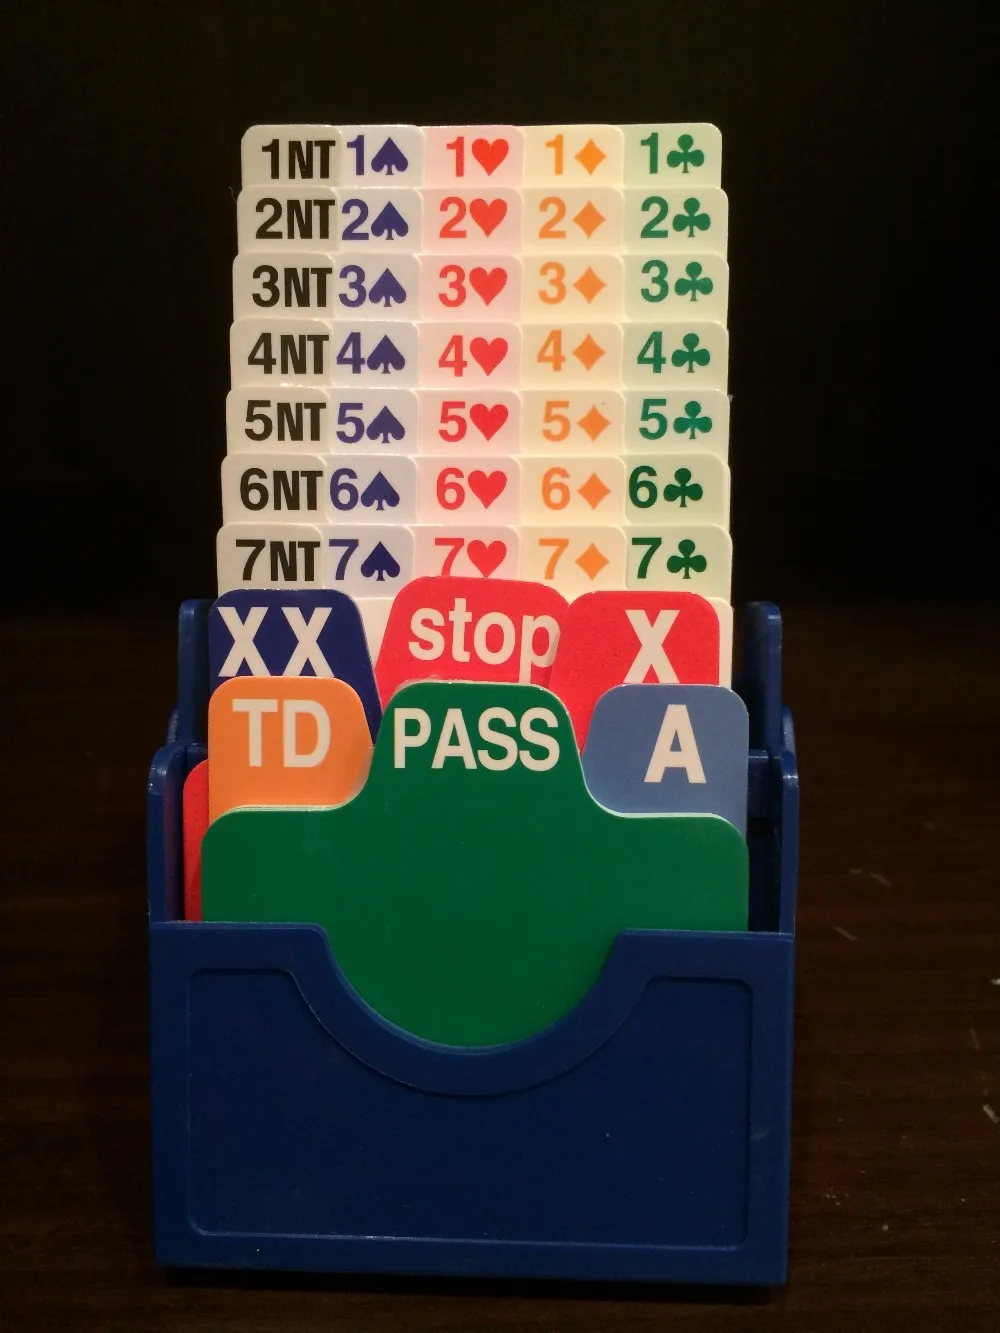 1NT 1♠ 1♥ 1♦ 1♣
2NT 2♠ 2♥ 2♦ 2♣
3NT 3♠ 3♥ 3♦ 3♣
4NT 4♠ 4♥ 4♦ 4♣
5NT 5♠ 5♥ 5♦ 5♣
6NT 6♠ 6♥ 6♦ 6♣
7NT 7♠ 7♥ 7♦ 7♣
XX stop X
TD PASS A